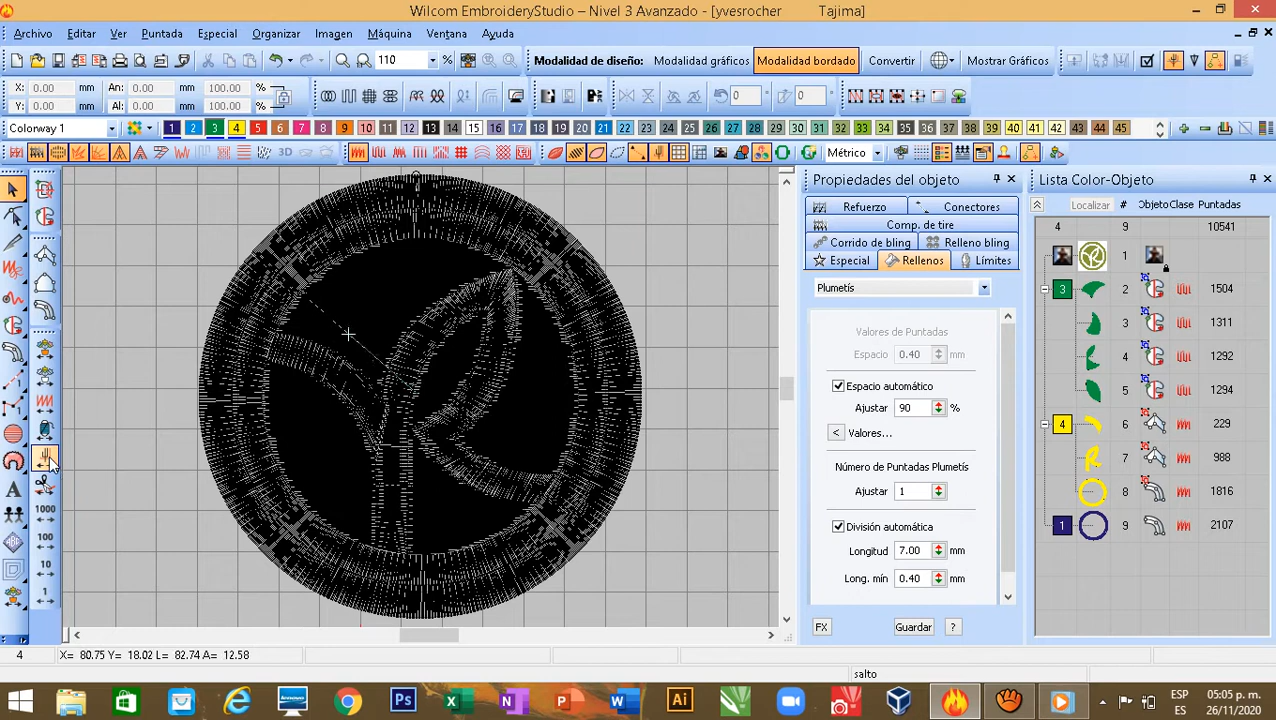 Wilcom EmbroideryStudio – Nivel 3 Avanzado - [yvesrocher Tajima]
Archivo Editar Ver Puntada Especial Organizar Imagen Máquina Ventana Ayuda
110 % Modalidad de diseño: Modalidad gráficos Modalidad bordado Convertir Mostrar Gráficos
X: 0.00 mm An: 0.00 mm 100.00 % 0 0
Y: 0.00 mm Al: 0.00 mm 100.00 %
Colorway 1 1 2 3 4 5 6 7 8 9 10 11 12 13 14 15 16 17 18 19 20 21 22 23 24 25 26 27 28 29 30 31 32 33 34 35 36 37 38 39 40 41 42 43 44 45
3D Métrico
Propiedades del objeto
Refuerzo Conectores
Comp. de tire
Corrido de bling Relleno bling
Especial Rellenos Límites
Plumetís
Valores de Puntadas
Espacio 0.40 mm
Espacio automático
Ajustar 90 %
< Valores...
Número de Puntadas Plumetís
Ajustar 1
División automática
Longitud 7.00 mm
Long. mín 0.40 mm
FX Guardar ?
Lista Color-Objeto
Localizar # Objeto Clase Puntadas
4 9 10541
1
3 2 1504
3 1311
4 1292
5 1294
4 6 229
7 988
8 1816
1 9 2107
1000
100
10
1
A
4 X= 80.75 Y= 18.02 L= 82.74 A= 12.58
salto
ESP 05:05 p. m.
ES 26/11/2020